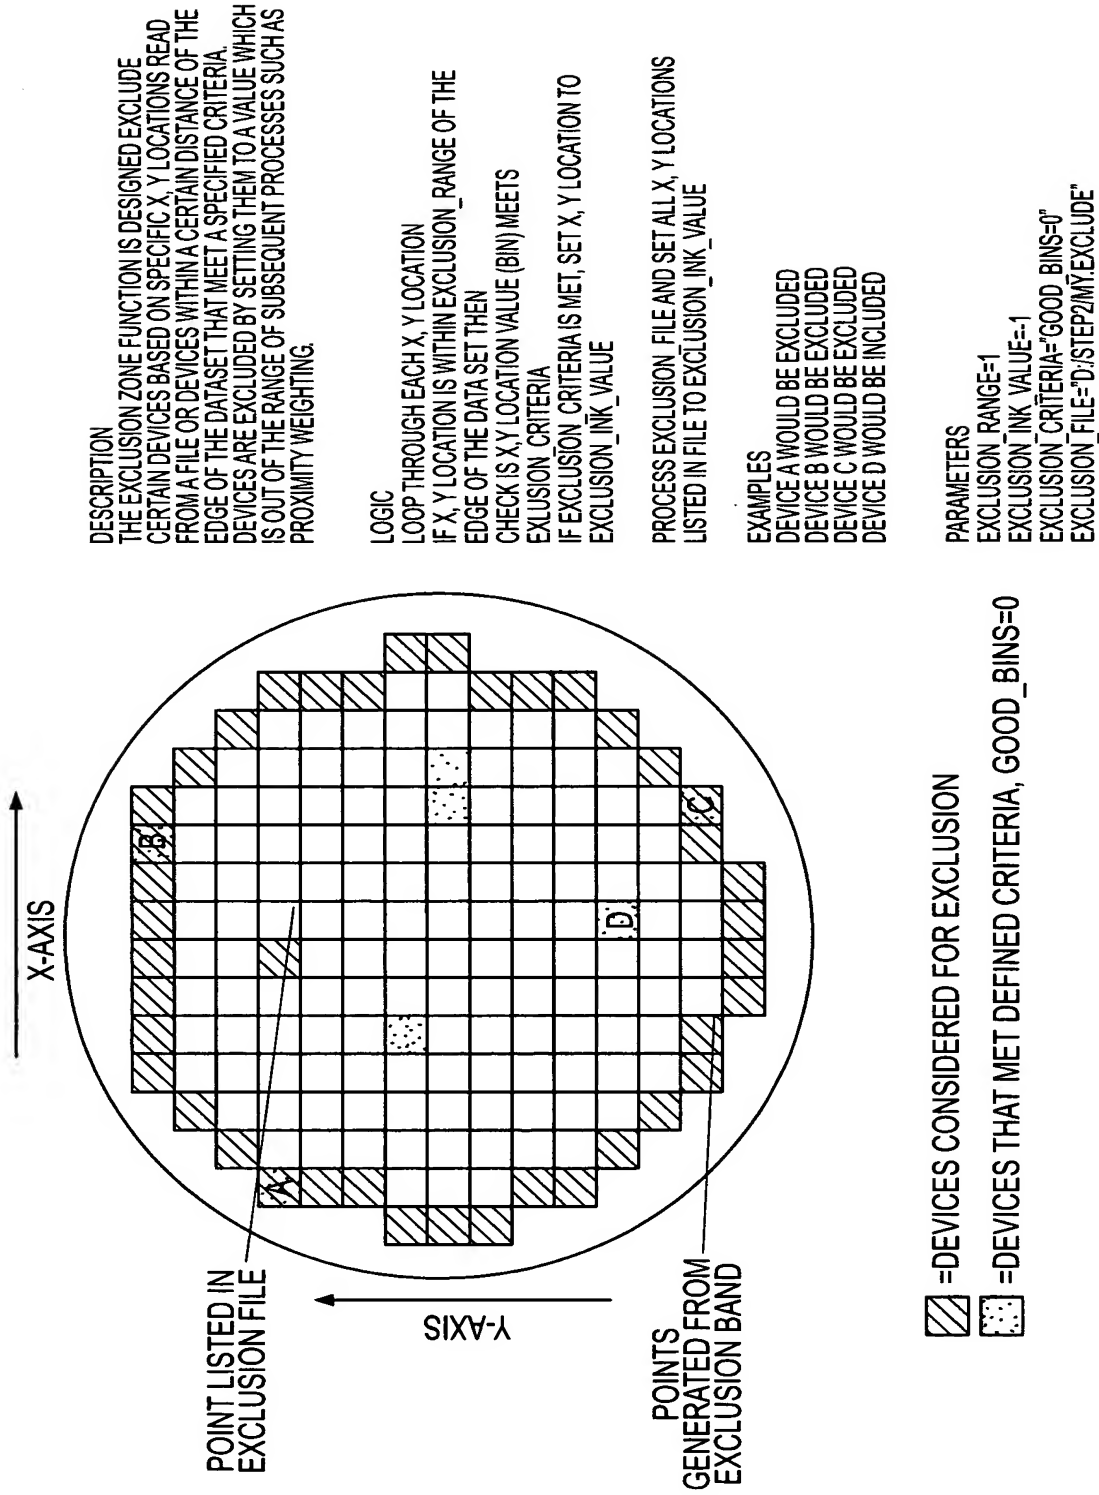 X-AXIS
POINT LISTED IN
EXCLUSION FILE
Y-AXIS
A
B
C
D
POINTS
GENERATED FROM
EXCLUSION BAND
=DEVICES CONSIDERED FOR EXCLUSION
=DEVICES THAT MET DEFINED CRITERIA, GOOD_BINS=0
DESCRIPTION
THE EXCLUSION ZONE FUNCTION IS DESIGNED EXCLUDE
CERTAIN DEVICES BASED ON SPECIFIC X, Y LOCATIONS READ
FROM A FILE OR DEVICES WITHIN A CERTAIN DISTANCE OF THE
EDGE OF THE DATASET THAT MEET A SPECIFIED CRITERIA.
DEVICES ARE EXCLUDED BY SETTING THEM TO A VALUE WHICH
IS OUT OF THE RANGE OF SUBSEQUENT PROCESSES SUCH AS
PROXIMITY WEIGHTING.
LOGIC
LOOP THROUGH EACH X, Y LOCATION
IF X, Y LOCATION IS WITHIN EXCLUSION_RANGE OF THE
EDGE OF THE DATA SET THEN
CHECK IS X,Y LOCATION VALUE (BIN) MEETS
EXLUSION_CRITERIA
IF EXCLUSION_CRITERIA IS MET, SET X, Y LOCATION TO
EXCLUSION_INK_VALUE
PROCESS EXCLUSION FILE AND SET ALL X, Y LOCATIONS
LISTED IN FILE TO EXCLUSION_INK_VALUE
EXAMPLES
DEVICE A WOULD BE EXCLUDED
DEVICE B WOULD BE EXCLUDED
DEVICE C WOULD BE EXCLUDED
DEVICE D WOULD BE INCLUDED
PARAMETERS
EXCLUSION_RANGE=1
EXCLUSION_INK_VALUE=-1
EXCLUSION_CRITERIA="GOOD_BINS=0"
EXCLUSION_FILE="D:/STEP2/MY.EXCLUDE"